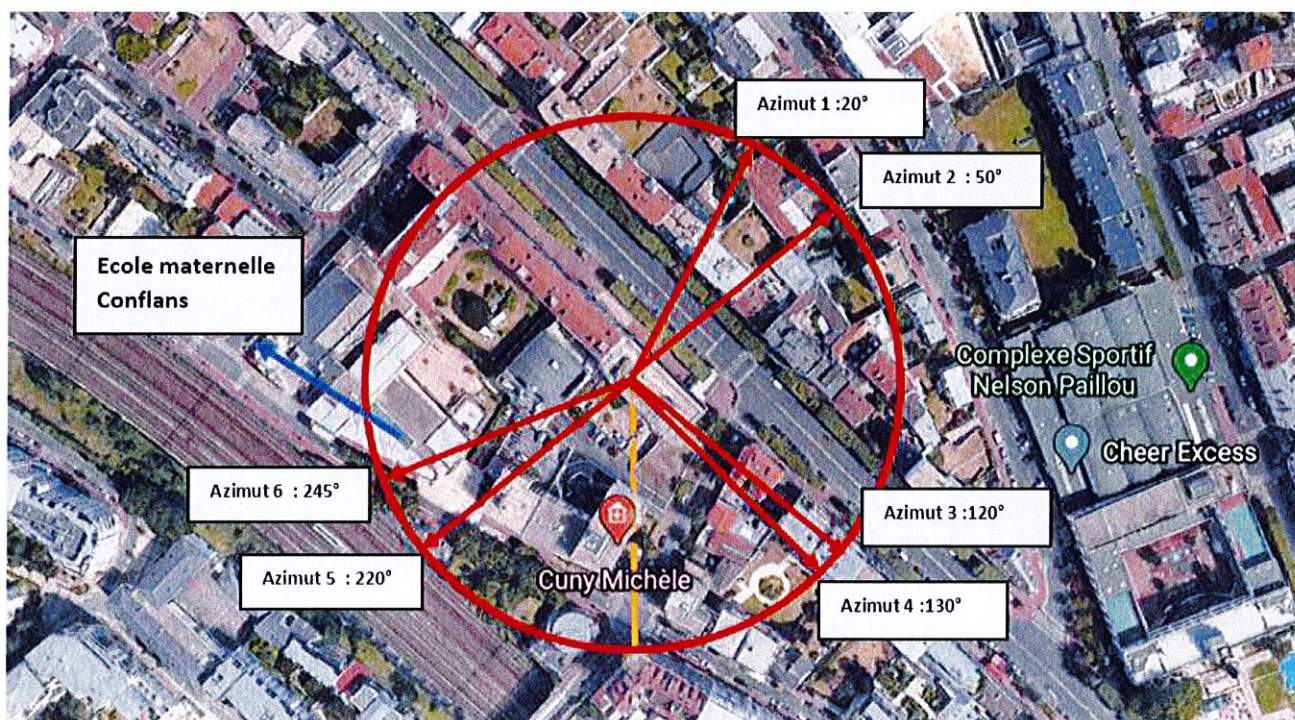 Azimut 1 :20°
Azimut 2 : 50°
Ecole maternelle
Conflans
Complexe Sportif
Nelson Paillou
Cheer Excess
Azimut 6 : 245°
Azimut 3 :120°
Azimut 5 : 220°
Cuny Michèle
Azimut 4 :130°